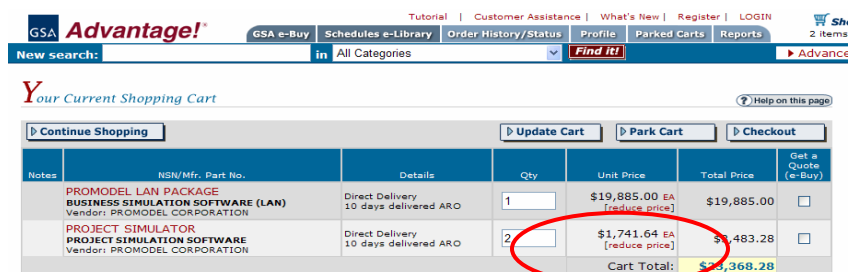 Tutorial | Customer Assistance | What's New | Register | LOGIN
GSA Advantage!
GSA e-Buy Schedules e-Library Order History/Status Profile Parked Carts Reports
2 items
New search: in All Categories Find it!
Your Current Shopping Cart
? Help on this page
Continue Shopping Update Cart Park Cart Checkout
Notes NSN/Mfr. Part No. Details Qty Unit Price Total Price Get a Quote (e-Buy)
PROMODEL LAN PACKAGE
BUSINESS SIMULATION SOFTWARE (LAN)
Vendor: PROMODEL CORPORATION
Direct Delivery
10 days delivered ARO
1
$19,885.00 EA
[reduce price]
$19,885.00
PROJECT SIMULATOR
PROJECT SIMULATION SOFTWARE
Vendor: PROMODEL CORPORATION
Direct Delivery
10 days delivered ARO
2
$1,741.64 EA
[reduce price]
$3,483.28
Cart Total: $23,368.28